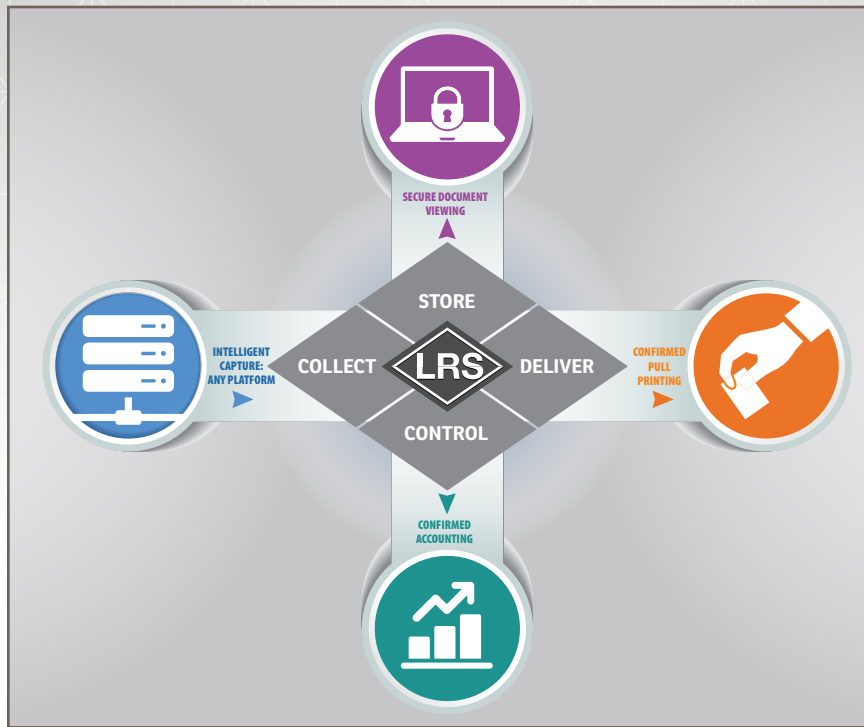 SECURE DOCUMENT
VIEWING
STORE
INTELLIGENT
CAPTURE:
ANY PLATFORM
COLLECT
LRS
DELIVER
CONFIRMED
PULL
PRINTING
CONTROL
CONFIRMED
ACCOUNTING